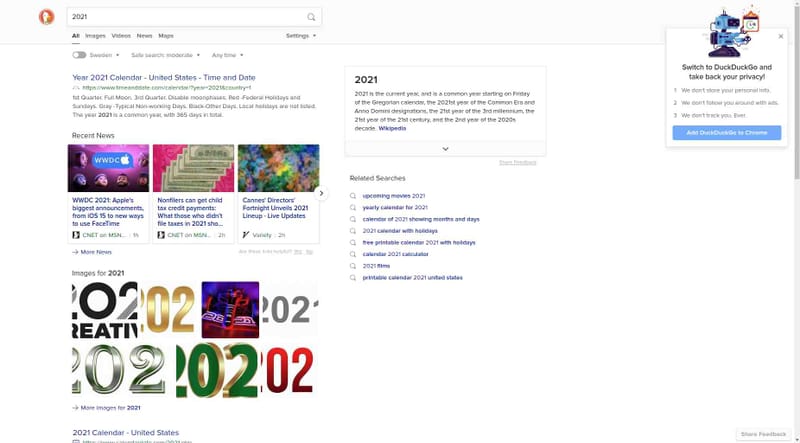 2021
All Images Videos News Maps Settings
Sweden Safe search: moderate Any time
Year 2021 Calendar - United States - Time and Date
https://www.timeanddate.com/calendar/?year=2021&country=1
1st Quarter. Full Moon. 3rd Quarter. Disable moonphases. Red -Federal Holidays and
Sundays. Gray -Typical Non-working Days. Black-Other Days. Local holidays are not listed.
The year 2021 is a common year, with 365 days in total.
Recent News
WWDC
WWDC 2021: Apple's
biggest announcements,
from iOS 15 to new ways
to use FaceTime
CNET on MSN... · 1h
Nonfilers can get child
tax credit payments:
What those who didn't
file taxes in 2021 sho...
CNET on MSN... · 2h
Cannes' Directors'
Fortnight Unveils 2021
Lineup - Live Updates
Variety · 2h
More News
Are these links helpful? Yes No
Images for 2021
202
REATIV
202
2021
2021
202
202
202
More Images for 2021
2021 Calendar - United States
2021
2021 is the current year, and is a common year starting on Friday
of the Gregorian calendar, the 2021st year of the Common Era and
Anno Domini designations, the 21st year of the 3rd millennium, the
21st year of the 21st century, and the 2nd year of the 2020s
decade. Wikipedia
Share Feedback
Related Searches
upcoming movies 2021
yearly calendar for 2021
calendar of 2021 showing months and days
2021 calendar with holidays
free printable calendar 2021 with holidays
calendar 2021 calculator
2021 films
printable calendar 2021 united states
Switch to DuckDuckGo and
take back your privacy!
1 We don't store your personal info.
2 We don't follow you around with ads.
3 We don't track you. Ever.
Add DuckDuckGo to Chrome
Share Feedback